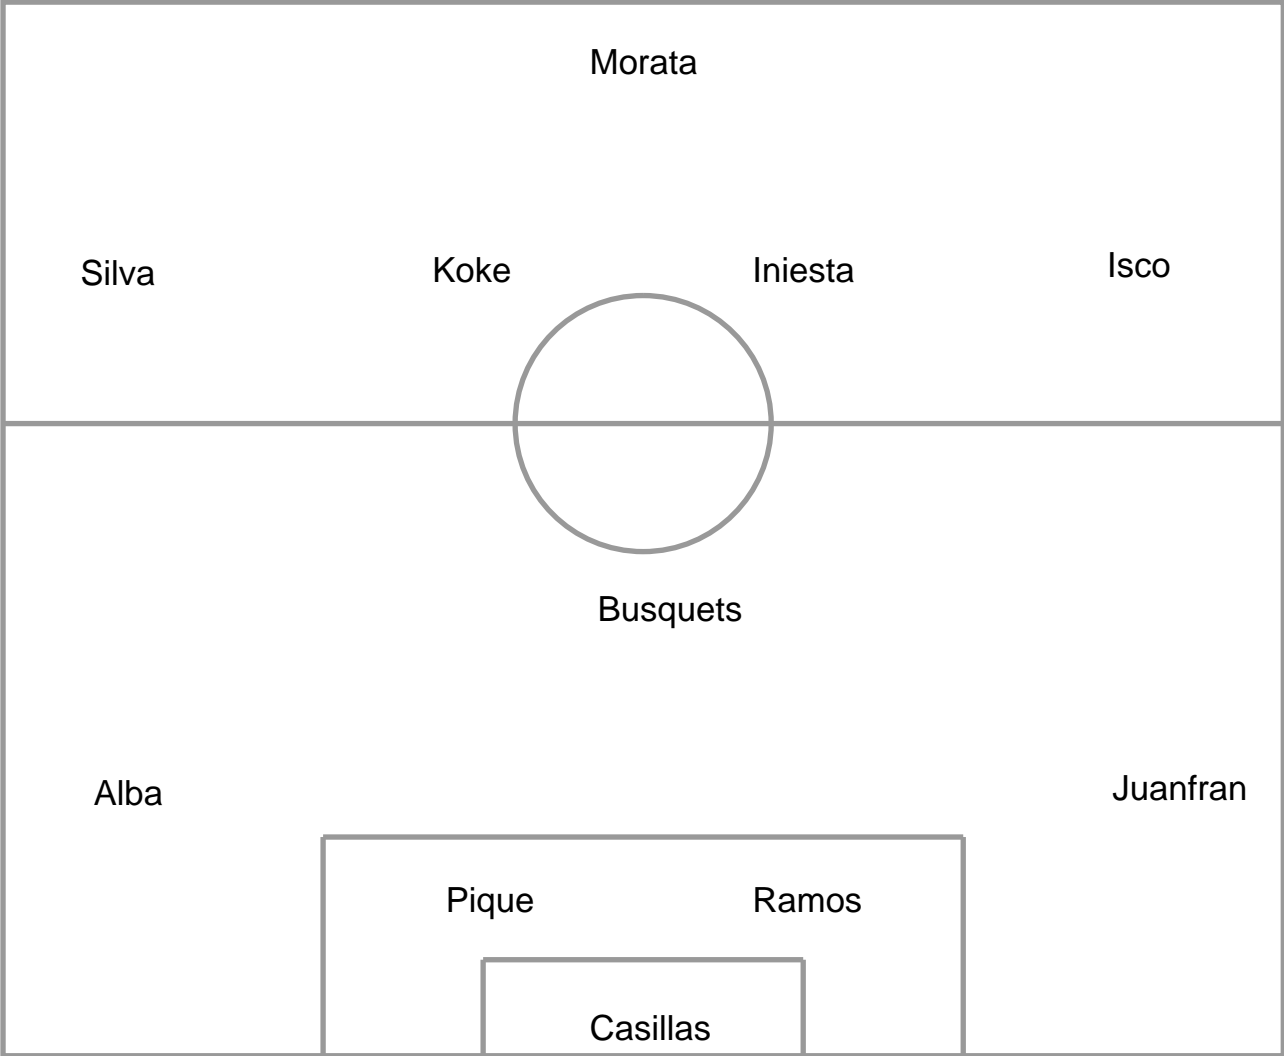 Morata
Silva Koke Iniesta Isco
Busquets
Alba Juanfran
Pique Ramos
Casillas